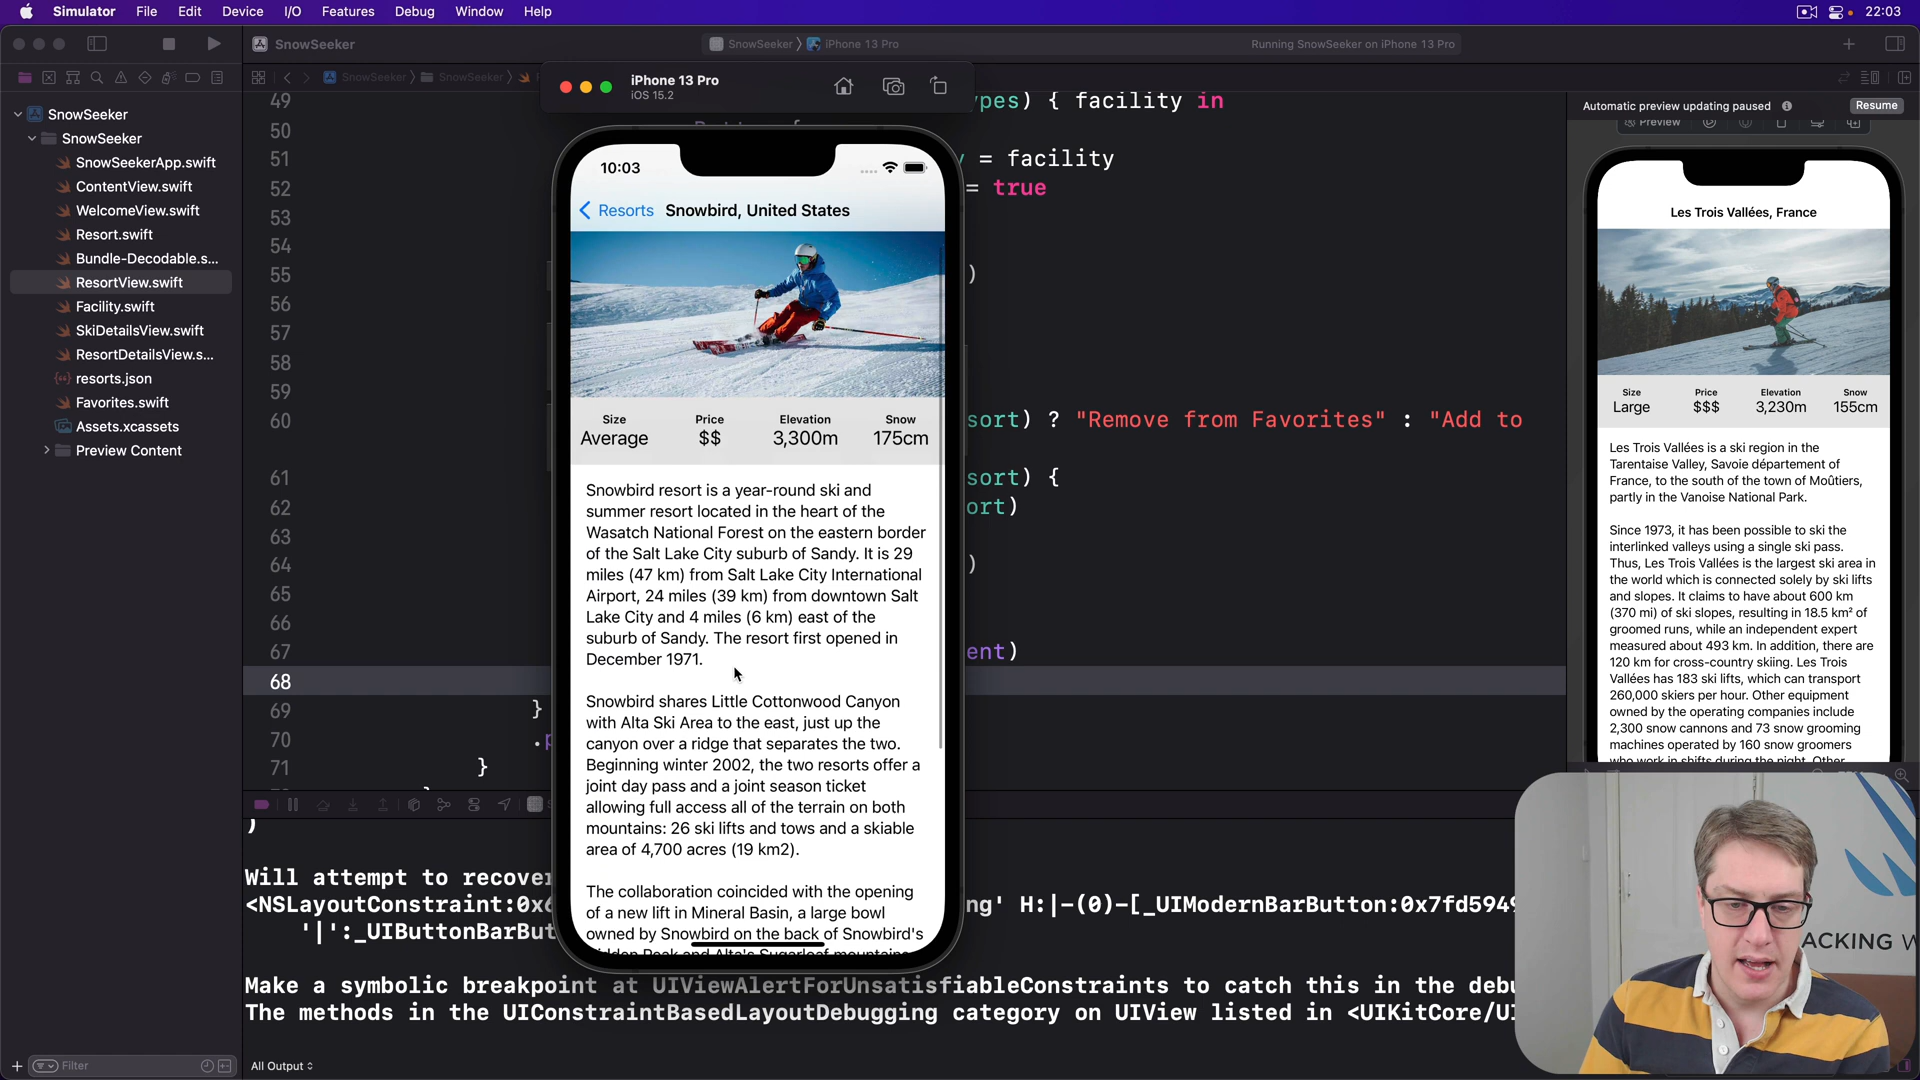 Simulator File Edit Device I/O Features Debug Window Help 22:03
SnowSeeker
SnowSeeker
iPhone 13 Pro
Running SnowSeeker on iPhone 13 Pro
SnowSeeker
SnowSeeker
SnowSeeker
SnowSeeker
SnowSeekerApp.swift
ContentView.swift
WelcomeView.swift
Resort.swift
Bundle-Decodable.s...
ResortView.swift
Facility.swift
SkiDetailsView.swift
ResortDetailsView.s...
resorts.json
Favorites.swift
Assets.xcassets
Preview Content
Filter
49
ypes) { facility in
50
51
= facility
52
= true
53
54
55
)
56
57
58
59
60
sort) ? "Remove from Favorites" : "Add to
61
sort) {
62
ort)
63
64
)
65
66
67
ent)
68
69
}
70
71
}
iPhone 13 Pro
iOS 15.2
10:03
Resorts
Snowbird, United States
Size Price Elevation Snow
Average $$ 3,300m 175cm
Snowbird resort is a year-round ski and
summer resort located in the heart of the
Wasatch National Forest on the eastern border
of the Salt Lake City suburb of Sandy. It is 29
miles (47 km) from Salt Lake City International
Airport, 24 miles (39 km) from downtown Salt
Lake City and 4 miles (6 km) east of the
suburb of Sandy. The resort first opened in
December 1971.
Snowbird shares Little Cottonwood Canyon
with Alta Ski Area to the east, just up the
canyon over a ridge that separates the two.
Beginning winter 2002, the two resorts offer a
joint day pass and a joint season ticket
allowing full access all of the terrain on both
mountains: 26 ski lifts and tows and a skiable
area of 4,700 acres (19 km2).
The collaboration coincided with the opening
of a new lift in Mineral Basin, a large bowl
owned by Snowbird on the back of Snowbird's
Automatic preview updating paused
Resume
Preview
Les Trois Vallées, France
Size Price Elevation Snow
Large $$$ 3,230m 155cm
Les Trois Vallées is a ski region in the
Tarentaise Valley, Savoie département of
France, to the south of the town of Moûtiers,
partly in the Vanoise National Park.
Since 1973, it has been possible to ski the
interlinked valleys using a single ski pass.
Thus, Les Trois Vallées is the largest ski area in
the world which is connected solely by ski lifts
and slopes. It claims to have about 600 km
(370 mi) of ski slopes, resulting in 18.5 km² of
groomed runs, while an independent expert
measured about 493 km. In addition, there are
120 km for cross-country skiing. Les Trois
Vallées has 183 ski lifts, which can transport
260,000 skiers per hour. Other equipment
owned by the operating companies include
2,300 snow cannons and 73 snow grooming
machines operated by 160 snow groomers
who work in shifts during the night. Other
)
Will attempt to recover
<NSLayoutConstraint:0x6 ng' H:|-(0)-[_UIModernBarButton:0x7fd5949
'|':_UIButtonBarBut
Make a symbolic breakpoint at UIViewAlertForUnsatisfiableConstraints to catch this in the debu
The methods in the UIConstraintBasedLayoutDebugging category on UIView listed in <UIKitCore/UI
All Output
ACKING W